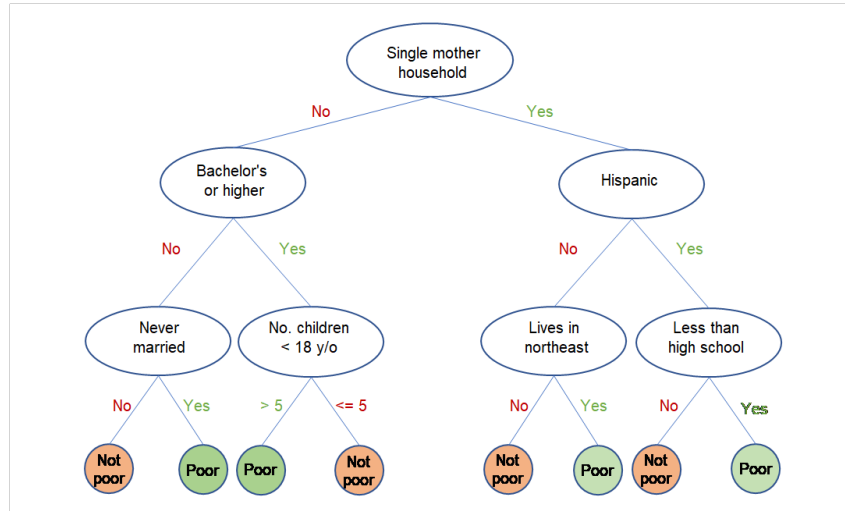 Single mother
household
No
Yes
Bachelor's
or higher
Hispanic
No
Yes
No
Yes
Never
married
No. children
< 18 y/o
Lives in
northeast
Less than
high school
No
Yes
> 5
<= 5
No
Yes
No
Yes
Not
poor
Poor
Poor
Not
poor
Not
poor
Poor
Not
poor
Poor